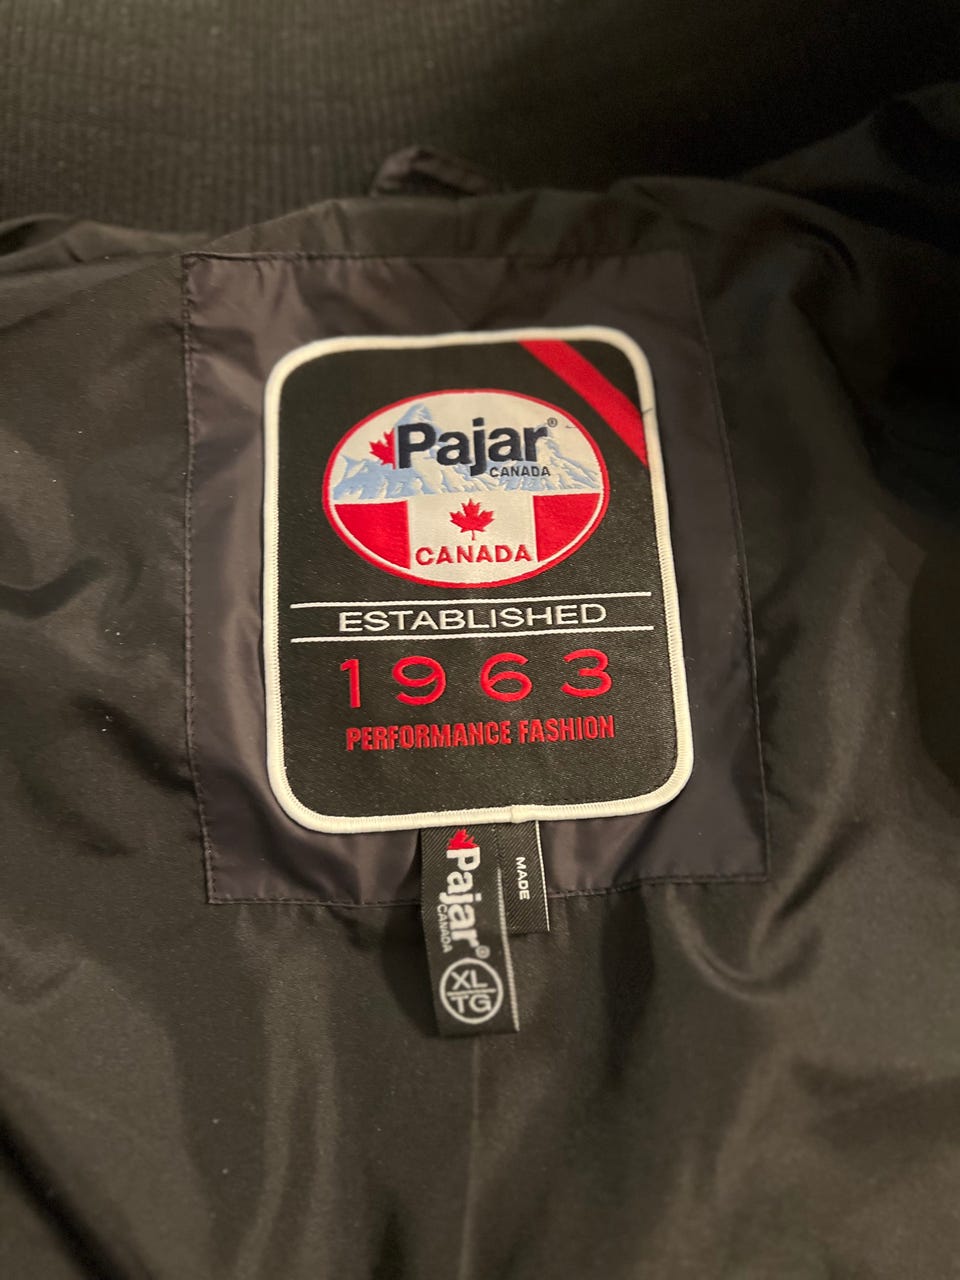 Pajar®
CANADA
CANADA
ESTABLISHED
1963
PERFORMANCE FASHION
Pajar®
CANADA
XL
TG
MADE